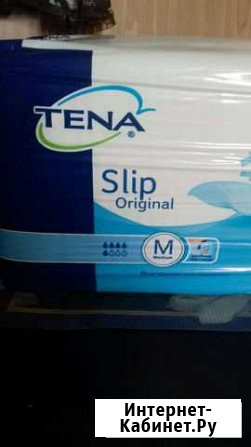 TENA
®
Slip
Original
M
Medium
Интернет-
Кабинет.Ру